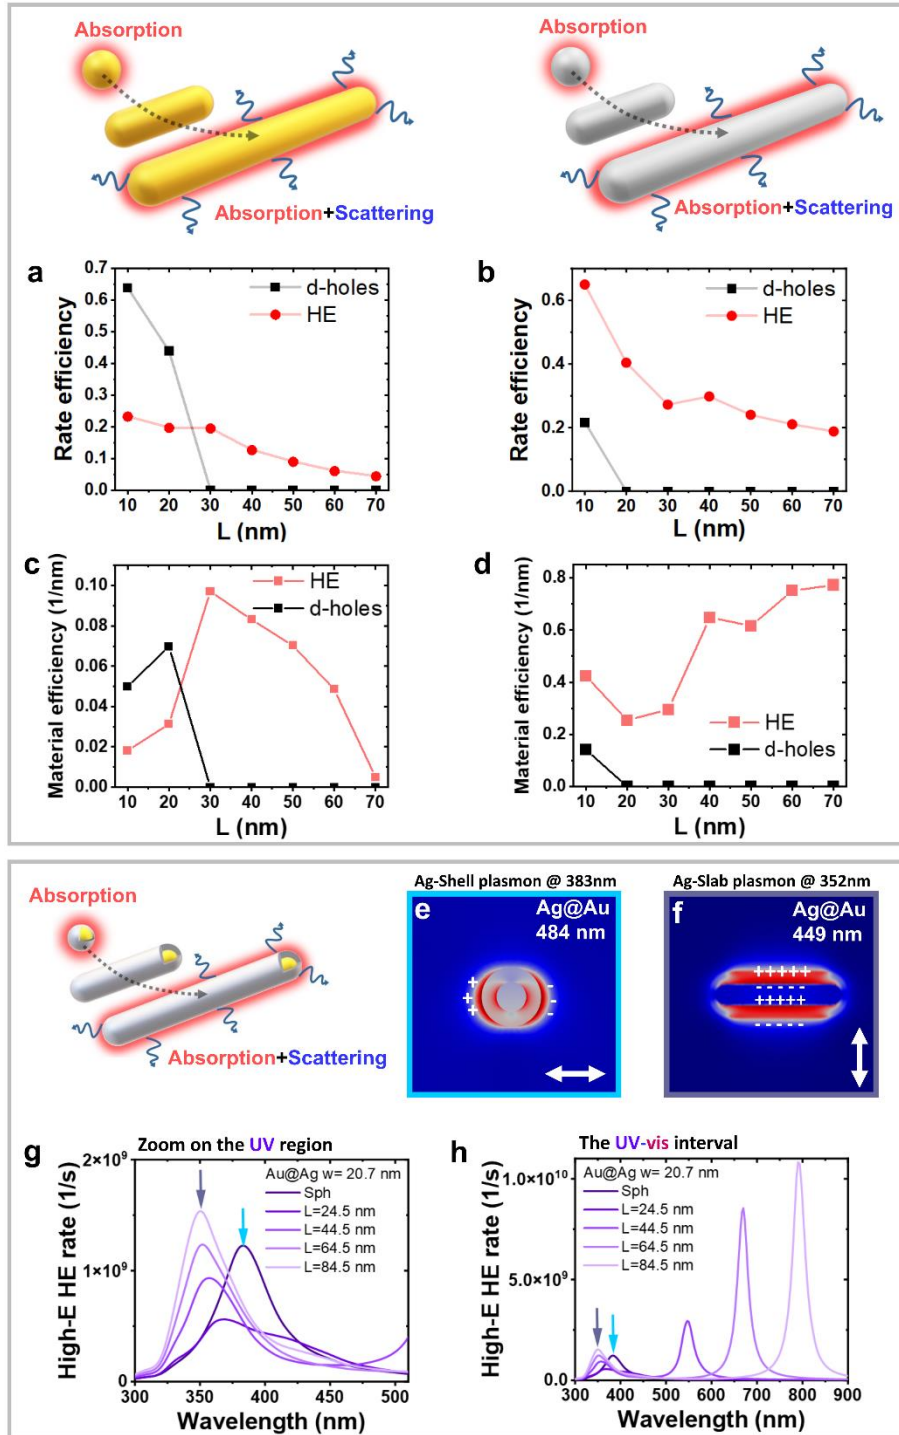 Absorption
Absorption+Scattering
Absorption
Absorption+Scattering
a
Rate efficiency
0.7
0.6
0.5
0.4
0.3
0.2
0.1
0.0
d-holes
HE
10 20 30 40 50 60 70
L (nm)
b
Rate efficiency
0.6
0.4
0.2
0.0
d-holes
HE
10 20 30 40 50 60 70
L (nm)
c
Material efficiency (1/nm)
0.10
0.08
0.06
0.04
0.02
0.00
HE
d-holes
10 20 30 40 50 60 70
L (nm)
d
Material efficiency (1/nm)
0.8
0.6
0.4
0.2
0.0
HE
d-holes
10 20 30 40 50 60 70
L (nm)
Absorption
Absorption+Scattering
Ag-Shell plasmon @ 383nm
e
Ag@Au
484 nm
+ + +
- - -
Ag-Slab plasmon @ 352nm
f
Ag@Au
449 nm
+++++
-----
+++++
-----
g
Zoom on the UV region
High-E HE rate (1/s)
2×10⁹
1×10⁹
0
Au@Ag w= 20.7 nm
Sph
L=24.5 nm
L=44.5 nm
L=64.5 nm
L=84.5 nm
300 350 400 450 500
Wavelength (nm)
h
The UV-vis interval
High-E HE rate (1/s)
1.0×10¹⁰
5.0×10⁹
0.0
Au@Ag w= 20.7 nm
Sph
L=24.5 nm
L=44.5 nm
L=64.5 nm
L=84.5 nm
300 400 500 600 700 800 900
Wavelength (nm)